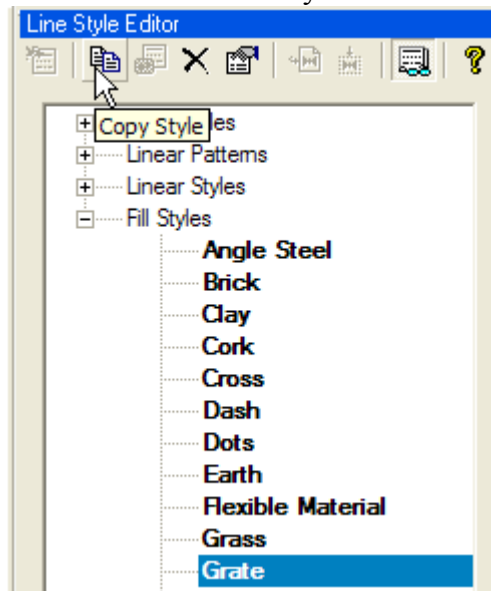 Line Style Editor
Copy Style
les
Linear Patterns
Linear Styles
Fill Styles
Angle Steel
Brick
Clay
Cork
Cross
Dash
Dots
Earth
Flexible Material
Grass
Grate